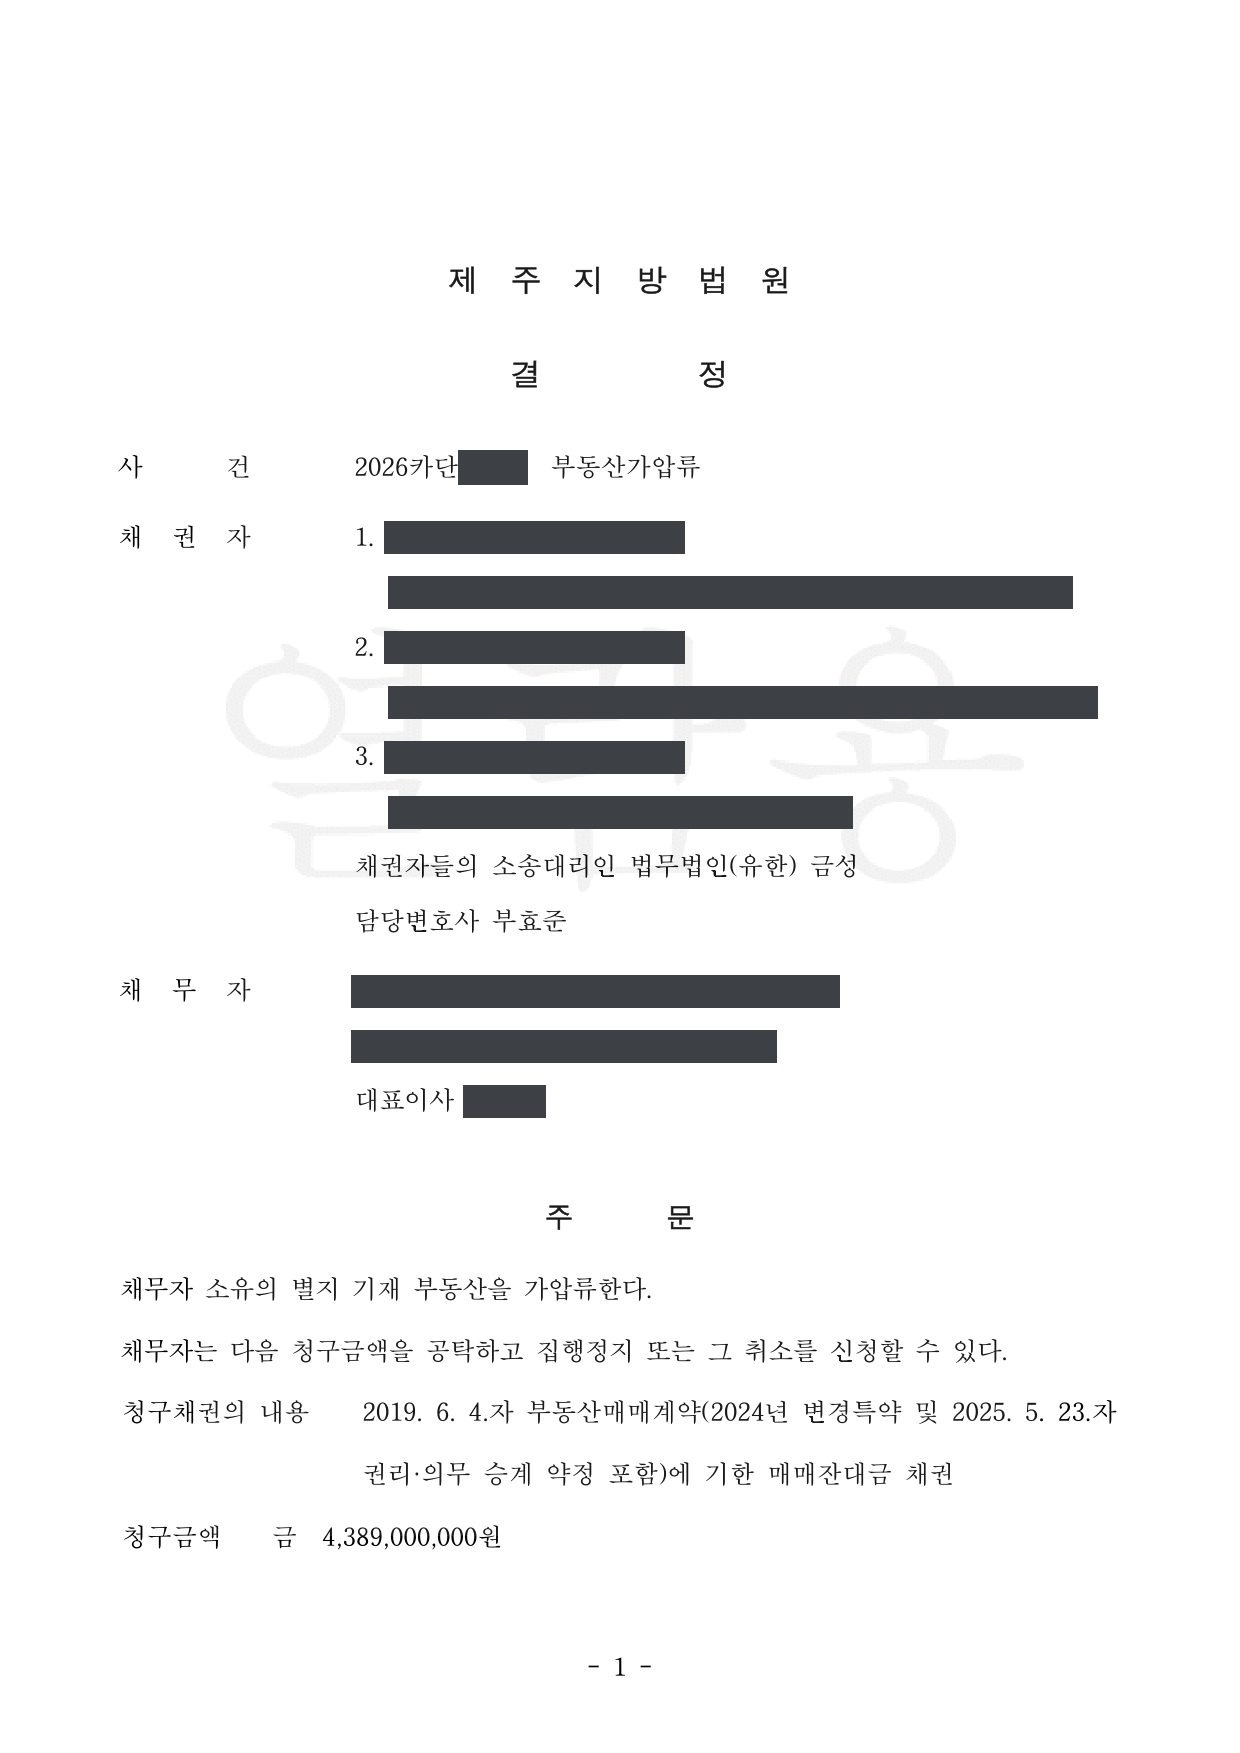 제 주 지 방 법 원
결 정
사 건 2026카단 부동산가압류
채 권 자 1.
2.
3.
열람용
채권자들의 소송대리인 법무법인(유한) 금성
담당변호사 부효준
채 무 자
대표이사
주 문
채무자 소유의 별지 기재 부동산을 가압류한다.
채무자는 다음 청구금액을 공탁하고 집행정지 또는 그 취소를 신청할 수 있다.
청구채권의 내용 2019. 6. 4.자 부동산매매계약(2024년 변경특약 및 2025. 5. 23.자
권리·의무 승계 약정 포함)에 기한 매매잔대금 채권
청구금액 금 4,389,000,000원
- 1 -